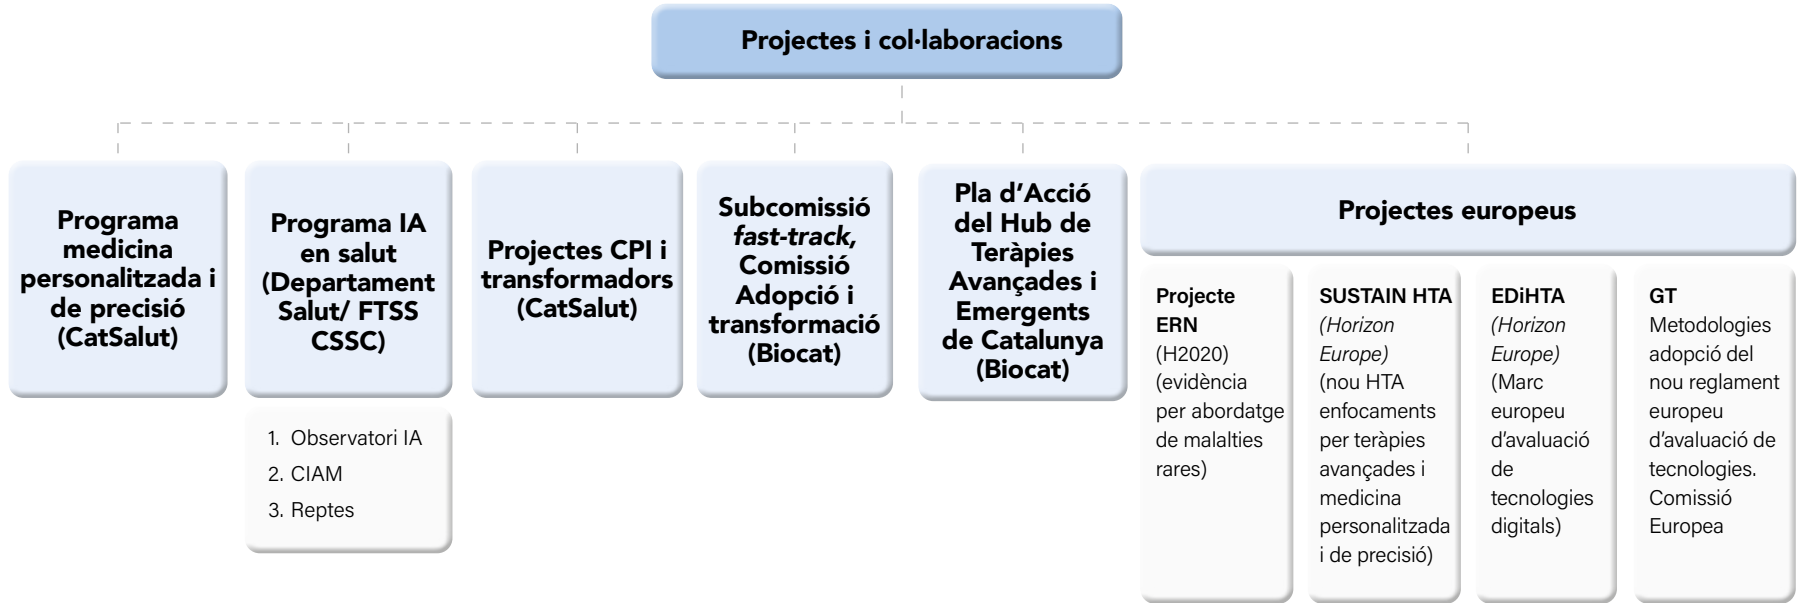 Projectes i col·laboracions
Programa
medicina
personalitzada i
de precisió
(CatSalut)
Programa IA
en salut
(Departament
Salut/ FTSS
CSSC)
1. Observatori IA
2. CIAM
3. Reptes
Projectes CPI i
transformadors
(CatSalut)
Subcomissió
fast-track,
Comissió
Adopció i
transformació
(Biocat)
Pla d’Acció
del Hub de
Teràpies
Avançades i
Emergents
de Catalunya
(Biocat)
Projectes europeus
Projecte
ERN
(H2020)
(evidència
per abordatge
de malalties
rares)
SUSTAIN HTA
(Horizon
Europe)
(nou HTA
enfocaments
per teràpies
avançades i
medicina
personalitzada
i de precisió)
EDiHTA
(Horizon
Europe)
(Marc
europeu
d’avaluació
de
tecnologies
digitals)
GT
Metodologies
adopció del
nou reglament
europeu
d’avaluació de
tecnologies.
Comissió
Europea